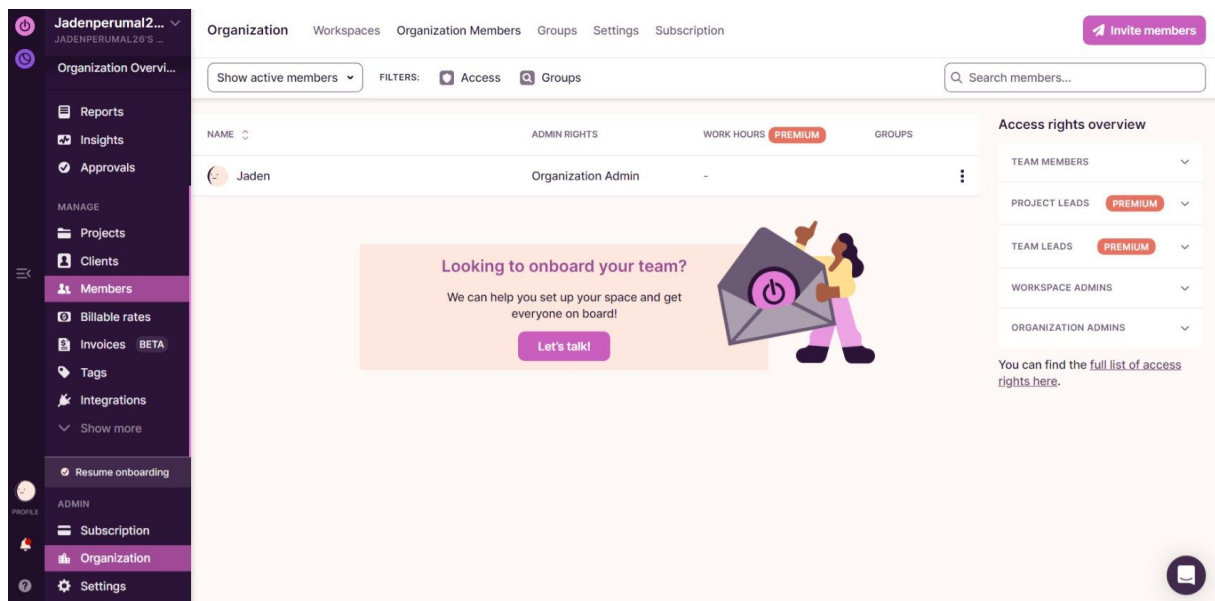 Jadenperumal2...
JADENPERUMAL26'S ...
Organization Overvi...
Reports
Insights
Approvals
MANAGE
Projects
Clients
Members
Billable rates
Invoices BETA
Tags
Integrations
Show more
Resume onboarding
PROFILE
ADMIN
Subscription
Organization
Settings
Organization Workspaces Organization Members Groups Settings Subscription
Invite members
Show active members FILTERS: Access Groups
Search members...
NAME ADMIN RIGHTS WORK HOURS PREMIUM GROUPS
Jaden Organization Admin -
Looking to onboard your team?
We can help you set up your space and get
everyone on board!
Let's talk!
Access rights overview
TEAM MEMBERS
PROJECT LEADS PREMIUM
TEAM LEADS PREMIUM
WORKSPACE ADMINS
ORGANIZATION ADMINS
You can find the full list of access
rights here.